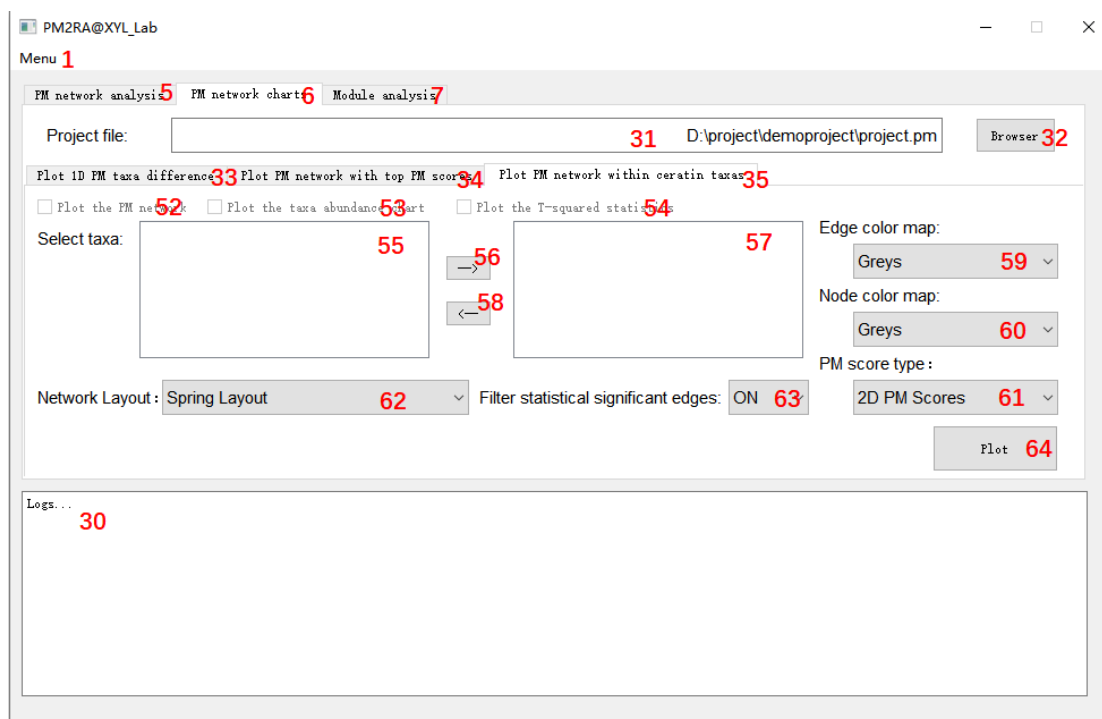 PM2RA@XYL_Lab
Menu 1
PM network analysis 5 PM network charts 6 Module analysis 7
Project file: 31 D:\project\demoproject\project.pm Browser 32
Plot 1D PM taxa difference 33 Plot PM network with top PM scores 34 Plot PM network within ceratin taxas 35
Plot the PM network 52 Plot the taxa abundance chart 53 Plot the T-squared statistics 54
Select taxa: 55 —> 56 57 Edge color map:
Greys 59
<— 58 Node color map:
Greys 60
PM score type:
Network Layout: Spring Layout 62 Filter statistical significant edges: ON 63 2D PM Scores 61
Plot 64
Logs...
30